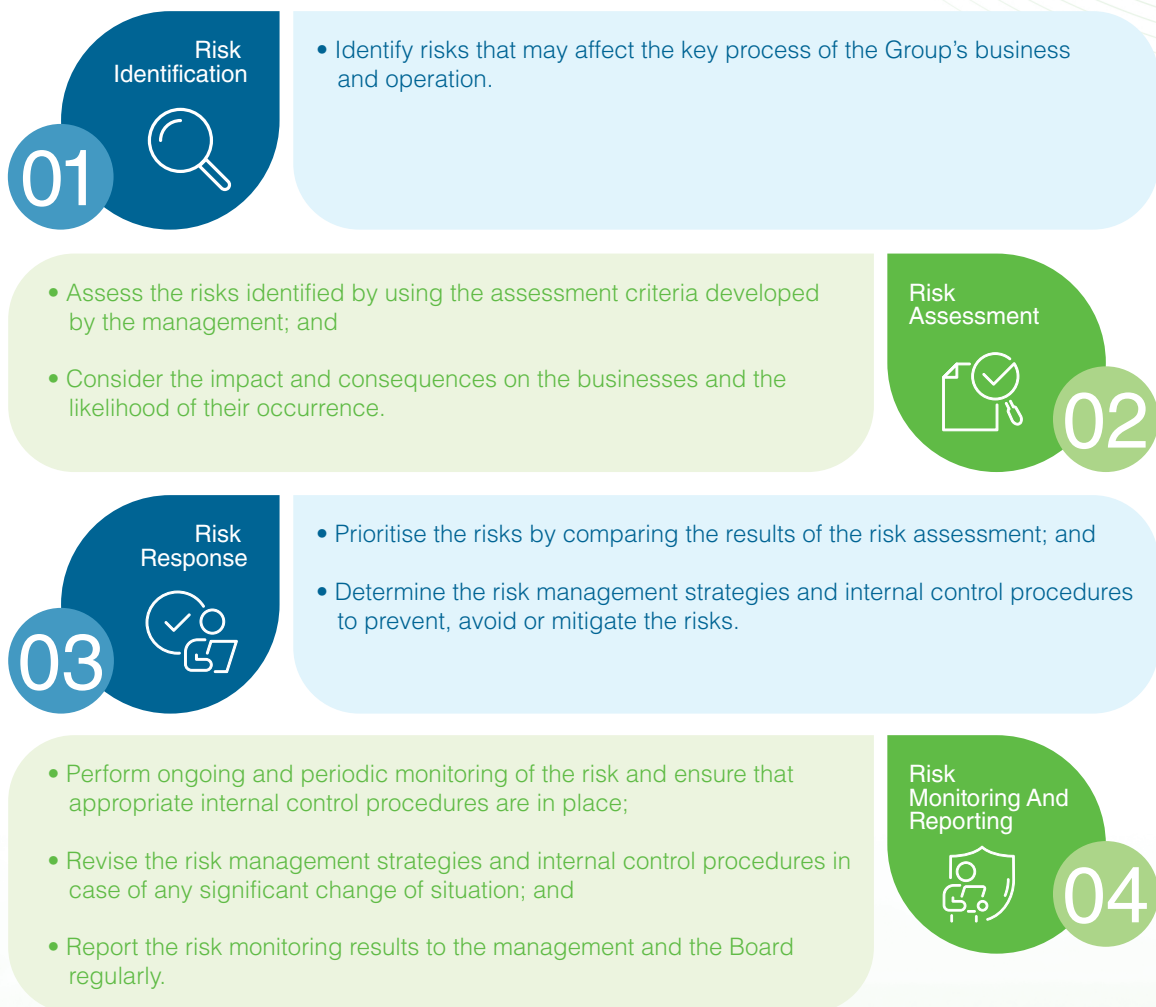 Risk
Identification
01
• Identify risks that may affect the key process of the Group's business
and operation.
• Assess the risks identified by using the assessment criteria developed
by the management; and
• Consider the impact and consequences on the businesses and the
likelihood of their occurrence.
Risk
Assessment
02
Risk
Response
03
• Prioritise the risks by comparing the results of the risk assessment; and
• Determine the risk management strategies and internal control procedures
to prevent, avoid or mitigate the risks.
• Perform ongoing and periodic monitoring of the risk and ensure that
appropriate internal control procedures are in place;
• Revise the risk management strategies and internal control procedures in
case of any significant change of situation; and
• Report the risk monitoring results to the management and the Board
regularly.
Risk
Monitoring And
Reporting
04